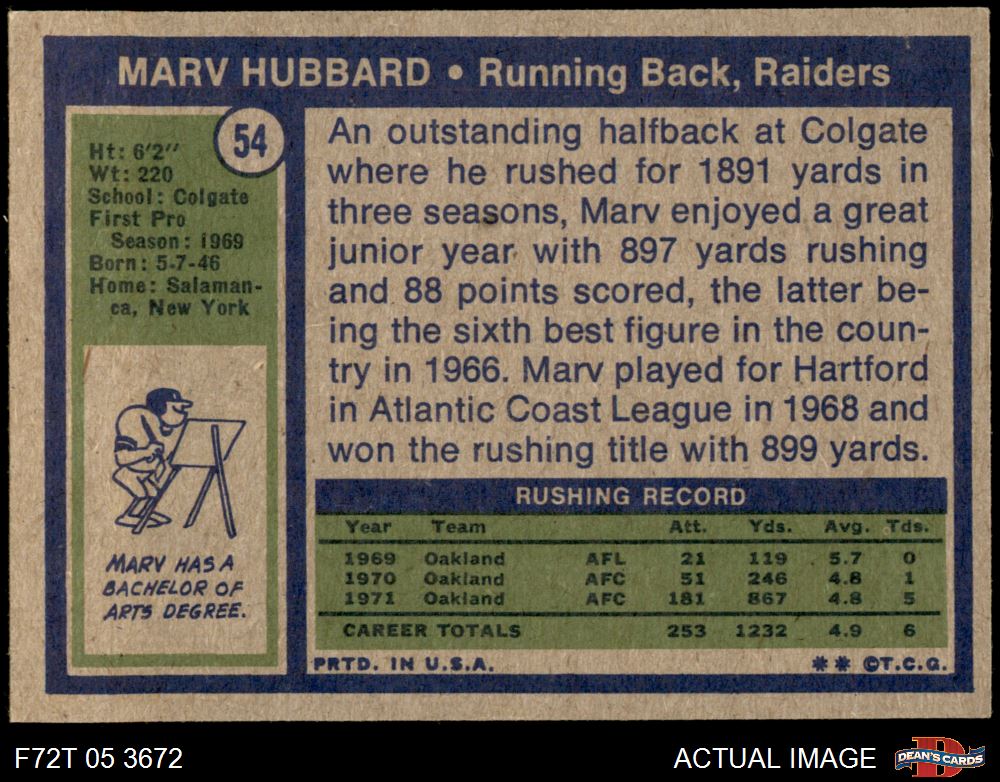 MARV HUBBARD • Running Back, Raiders
54
Ht: 6'2"
Wt: 220
School: Colgate
First Pro
Season: 1969
Born: 5-7-46
Home: Salaman-
ca, New York
MARV HAS A
BACHELOR OF
ARTS DEGREE.
An outstanding halfback at Colgate
where he rushed for 1891 yards in
three seasons, Marv enjoyed a great
junior year with 897 yards rushing
and 88 points scored, the latter be-
ing the sixth best figure in the coun-
try in 1966. Marv played for Hartford
in Atlantic Coast League in 1968 and
won the rushing title with 899 yards.
RUSHING RECORD
Year Team Att. Yds. Avg. Tds.
1969 Oakland AFL 21 119 5.7 0
1970 Oakland AFC 51 246 4.8 1
1971 Oakland AFC 181 867 4.8 5
CAREER TOTALS 253 1232 4.9 6
PRTD. IN U.S.A. ** ©T.C.G.
F72T 05 3672 ACTUAL IMAGE D DEAN'S CARDS